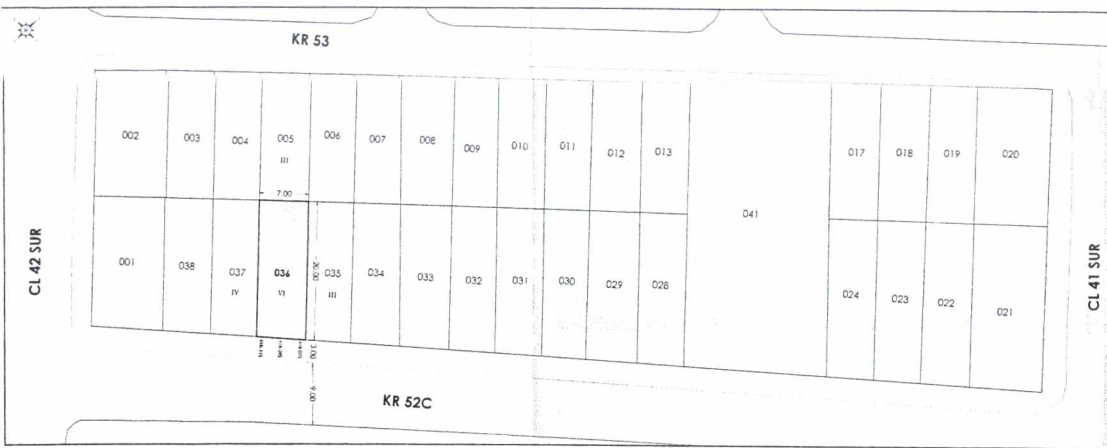 KR 53
002 003 004 005 006 007 008 009 010 011 012 013 017 018 019 020
III
7.00
041
CL 42 SUR
CL 41 SUR
001 038 037 036 035 034 033 032 031 030 029 028 024 023 022 021
IV VI III
20.00
3.00
9.00
KR 52C